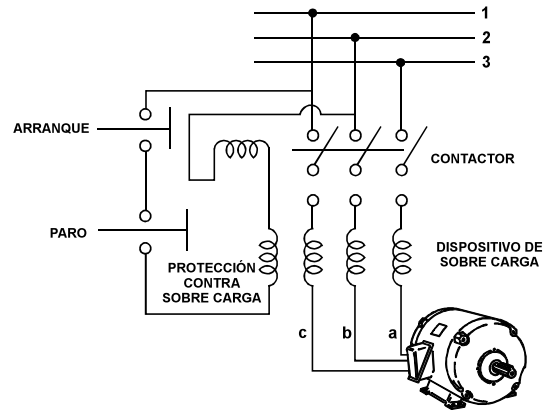 1
2
3
ARRANQUE
CONTACTOR
PARO
PROTECCIÓN
CONTRA
SOBRE CARGA
DISPOSITIVO DE
SOBRE CARGA
c
b
a